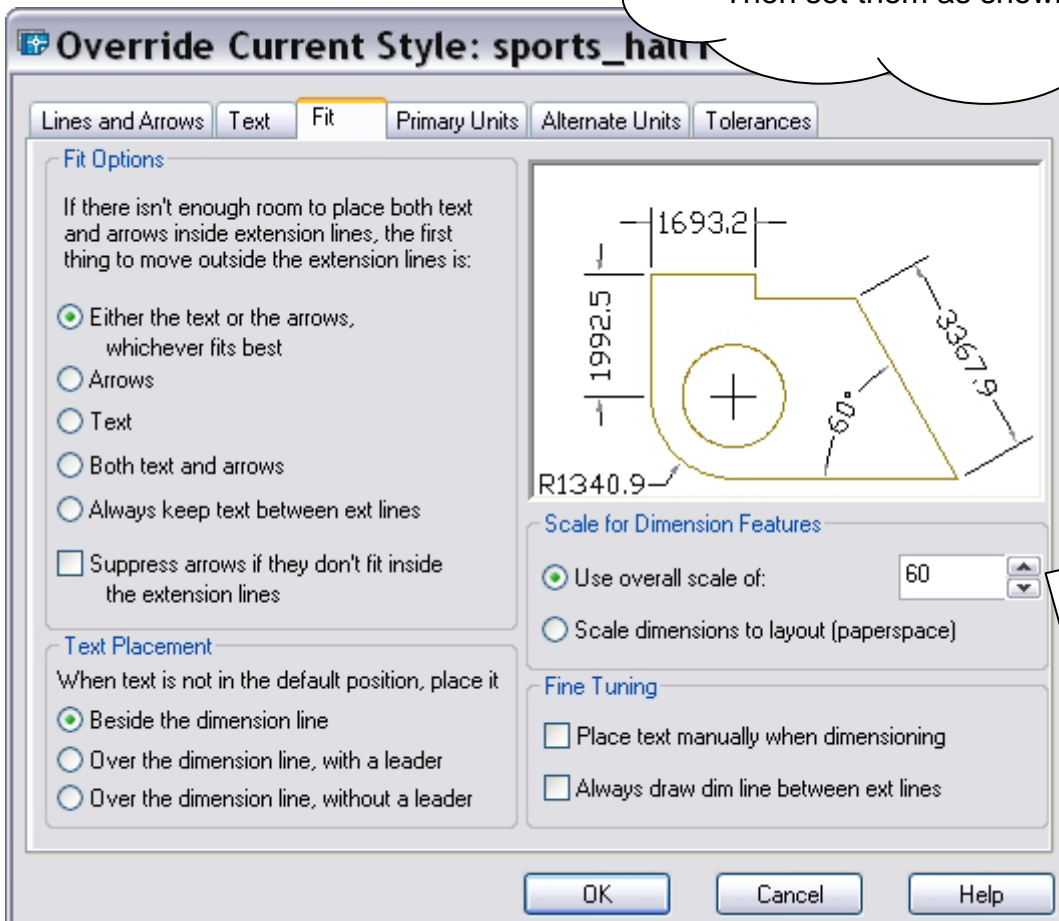 Then set them as shown
Override Current Style: sports_hall
Lines and Arrows
Text
Fit
Primary Units
Alternate Units
Tolerances
Fit Options
If there isn't enough room to place both text
and arrows inside extension lines, the first
thing to move outside the extension lines is:
Either the text or the arrows,
whichever fits best
Arrows
Text
Both text and arrows
Always keep text between ext lines
Suppress arrows if they don't fit inside
the extension lines
Text Placement
When text is not in the default position, place it
Beside the dimension line
Over the dimension line, with a leader
Over the dimension line, without a leader
1693.2
1992.5
3367.9
60°
R1340.9
Scale for Dimension Features
Use overall scale of:
60
Scale dimensions to layout (paperspace)
Fine Tuning
Place text manually when dimensioning
Always draw dim line between ext lines
OK
Cancel
Help